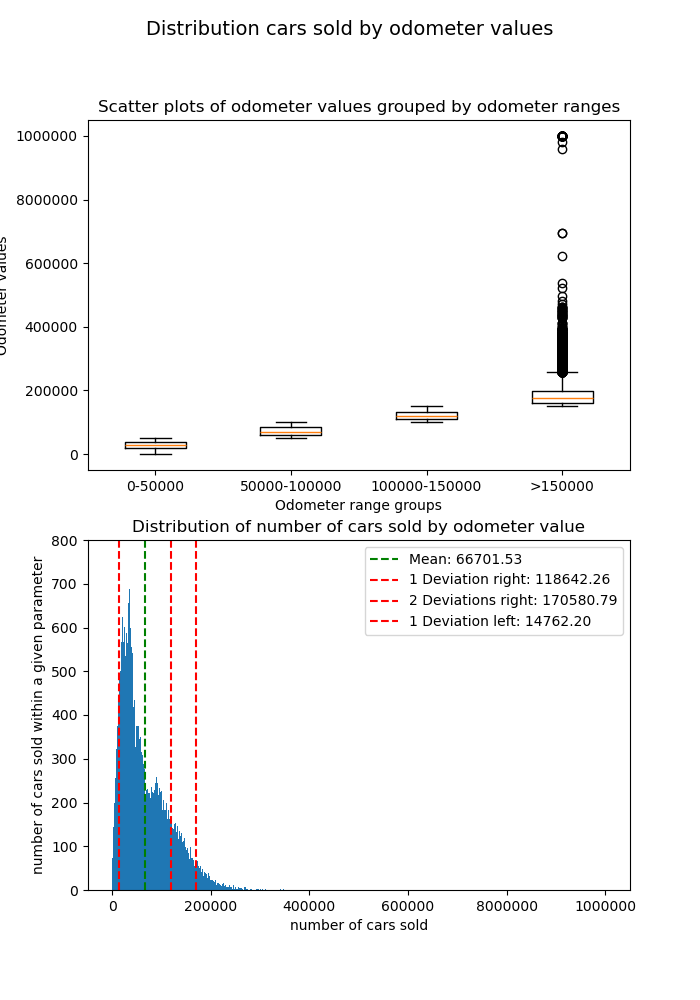 Distribution cars sold by odometer values
Scatter plots of odometer values grouped by odometer ranges
Odometer values
1000000
8000000
600000
400000
200000
0
0-50000
50000-100000
100000-150000
>150000
Odometer range groups
Distribution of number of cars sold by odometer value
number of cars sold within a given parameter
800
700
600
500
400
300
200
100
0
Mean: 66701.53
1 Deviation right: 118642.26
2 Deviations right: 170580.79
1 Deviation left: 14762.20
0
200000
400000
600000
8000000
1000000
number of cars sold